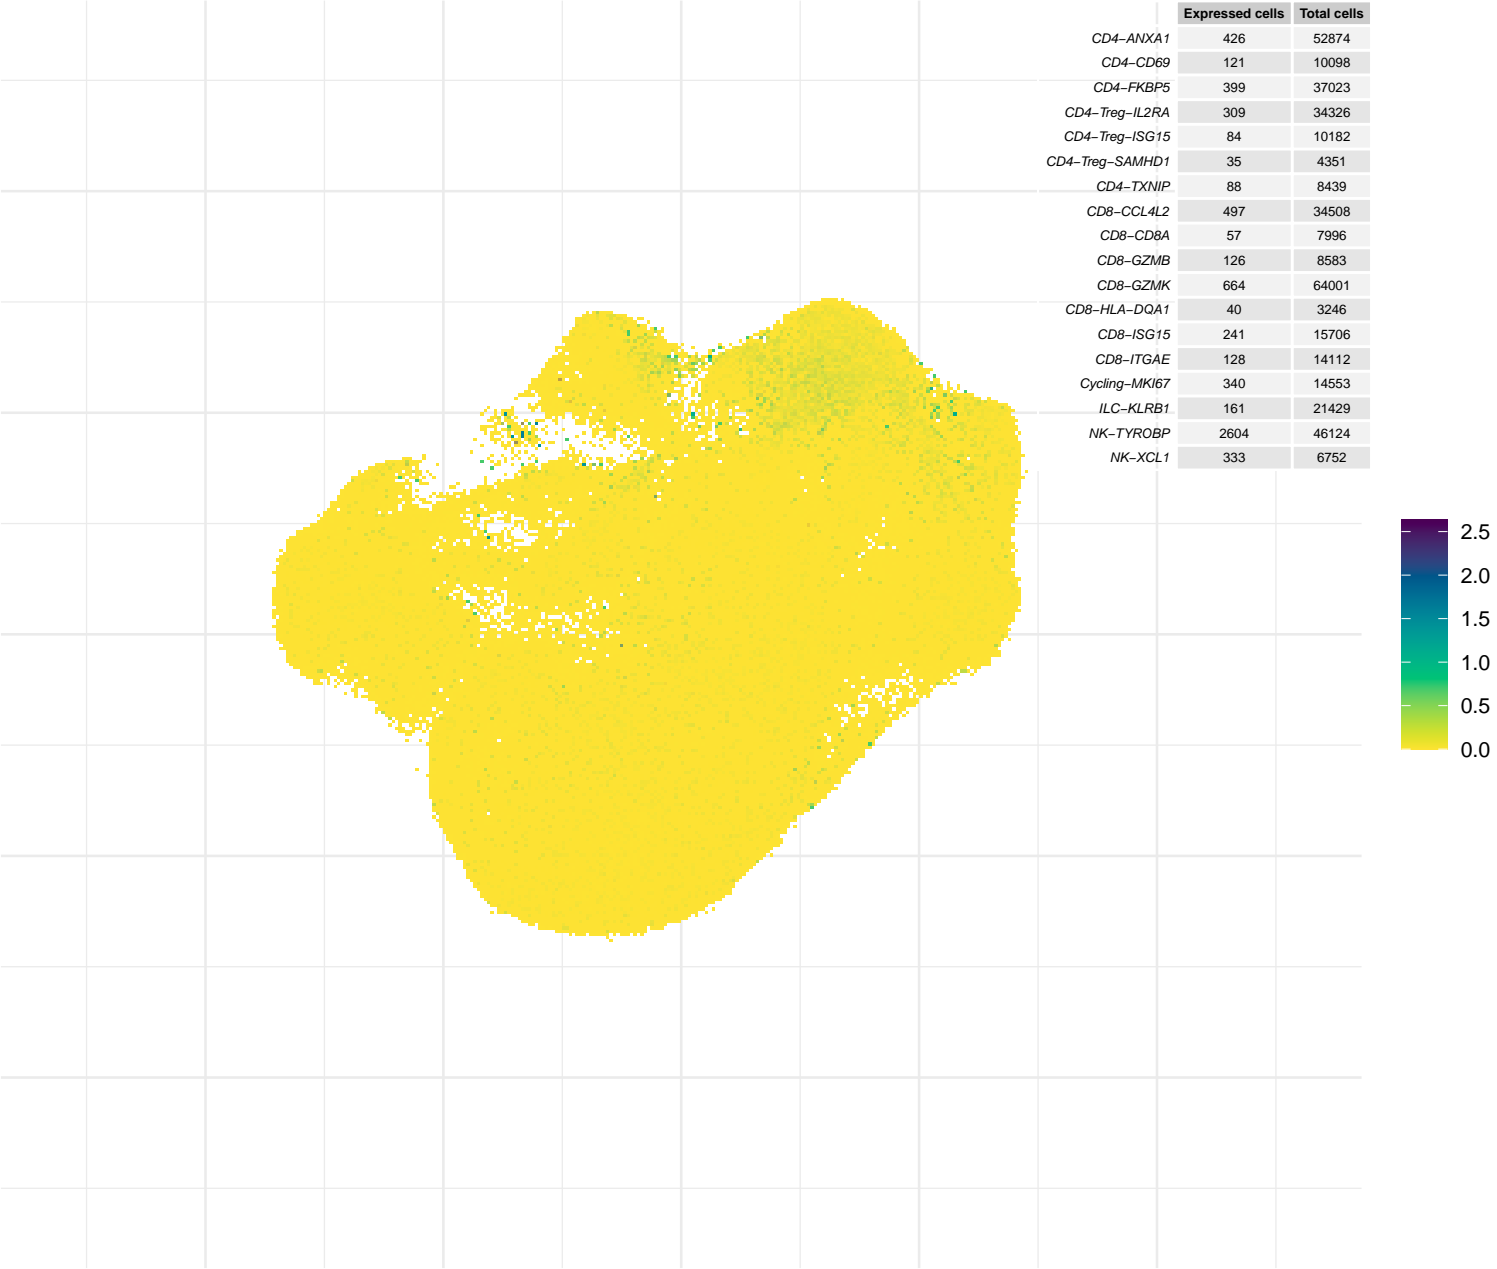 Expressed cells Total cells
CD4−ANXA1 426 52874
CD4−CD69 121 10098
CD4−FKBP5 399 37023
CD4−Treg−IL2RA 309 34326
CD4−Treg−ISG15 84 10182
CD4−Treg−SAMHD1 35 4351
CD4−TXNIP 88 8439
CD8−CCL4L2 497 34508
CD8−CD8A 57 7996
CD8−GZMB 126 8583
CD8−GZMK 664 64001
CD8−HLA−DQA1 40 3246
CD8−ISG15 241 15706
CD8−ITGAE 128 14112
Cycling−MKI67 340 14553
ILC−KLRB1 161 21429
NK−TYROBP 2604 46124
NK−XCL1 333 6752
2.5
2.0
1.5
1.0
0.5
0.0